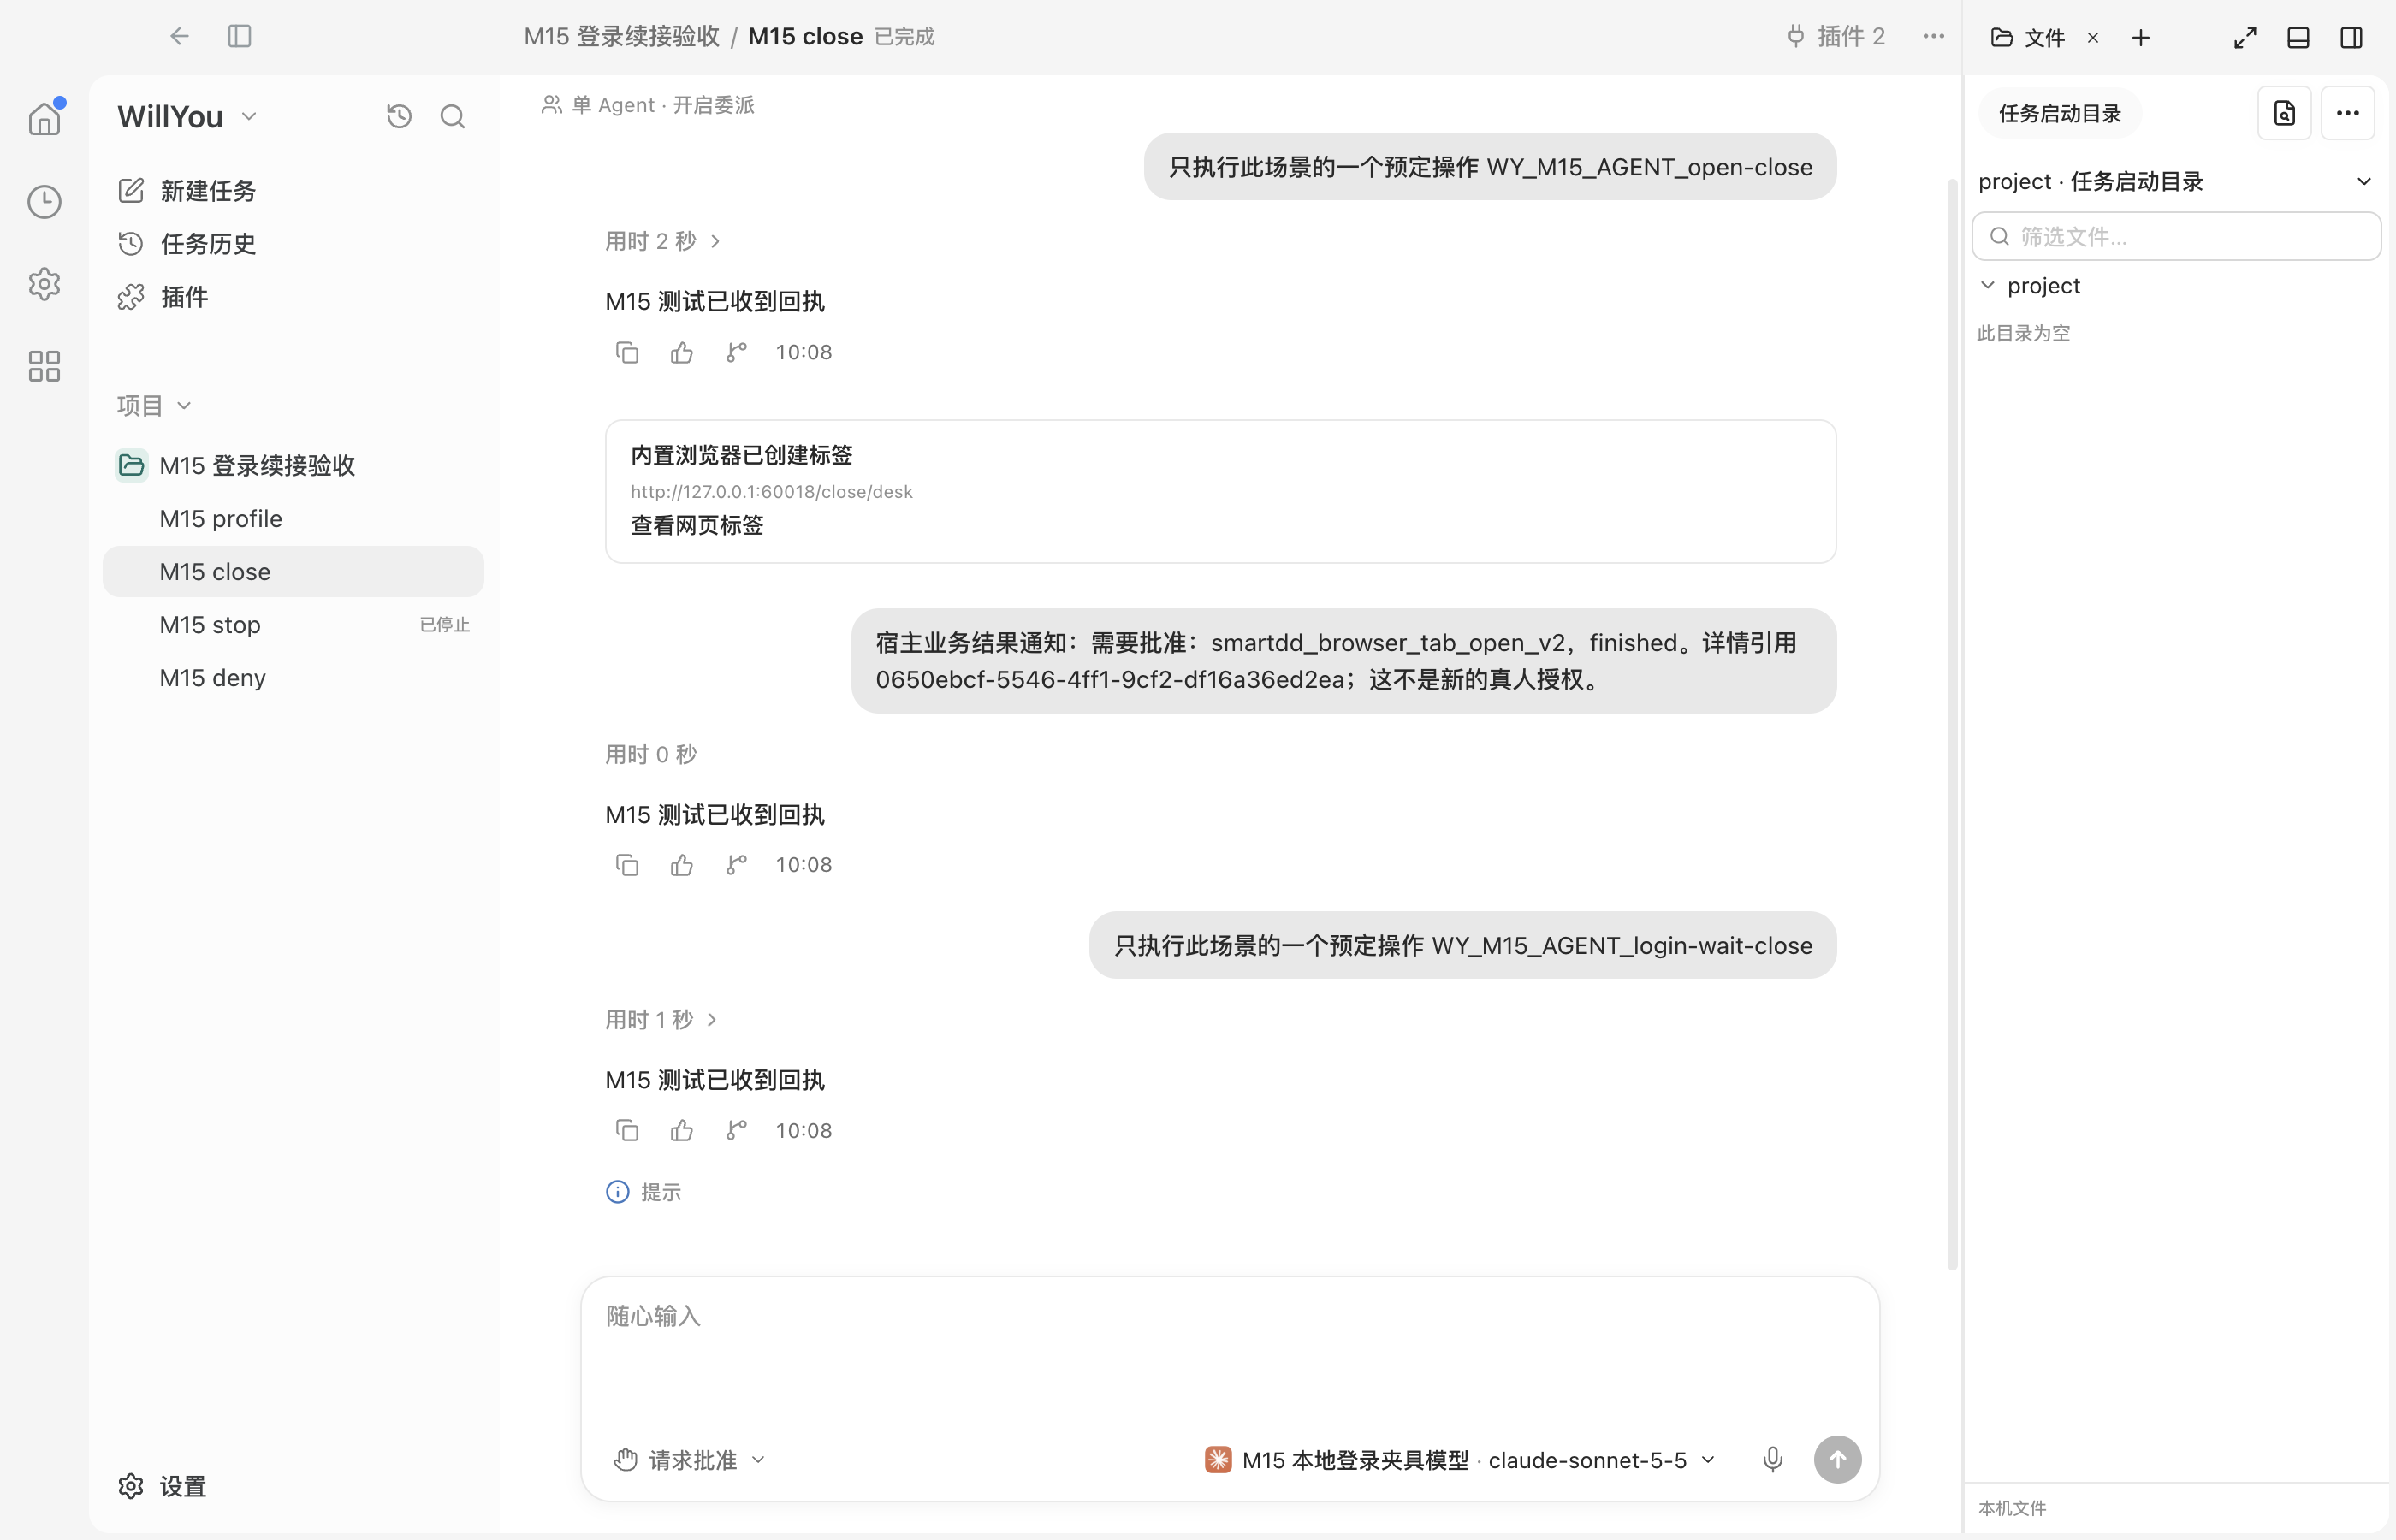 M15 登录续接验收 / M15 close 已完成
插件 2
文件
WillYou
新建任务
任务历史
插件
项目
M15 登录续接验收
M15 profile
M15 close
M15 stop 已停止
M15 deny
设置
单 Agent · 开启委派
只执行此场景的一个预定操作 WY_M15_AGENT_open-close
用时 2 秒
M15 测试已收到回执
10:08
内置浏览器已创建标签
http://127.0.0.1:60018/close/desk
查看网页标签
宿主业务结果通知：需要批准：smartdd_browser_tab_open_v2，finished。详情引用
0650ebcf-5546-4ff1-9cf2-df16a36ed2ea；这不是新的真人授权。
用时 0 秒
M15 测试已收到回执
10:08
只执行此场景的一个预定操作 WY_M15_AGENT_login-wait-close
用时 1 秒
M15 测试已收到回执
10:08
提示
随心输入
请求批准
M15 本地登录夹具模型 · claude-sonnet-5-5
任务启动目录
project · 任务启动目录
筛选文件...
project
此目录为空
本机文件